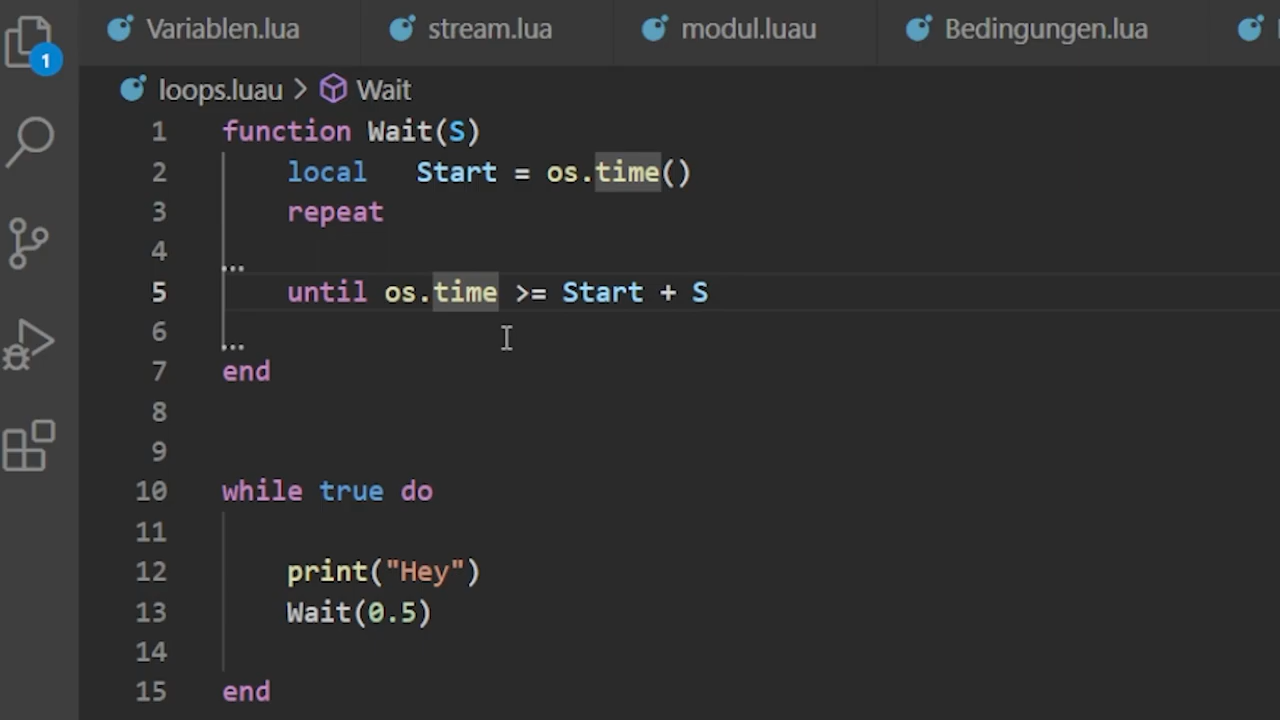 Variablen.lua stream.lua modul.luau Bedingungen.lua
1
loops.luau > Wait
1 function Wait(S)
2 local Start = os.time()
3 repeat
4
5 until os.time >= Start + S
6
7 end
8
9
10 while true do
11
12 print("Hey")
13 Wait(0.5)
14
15 end